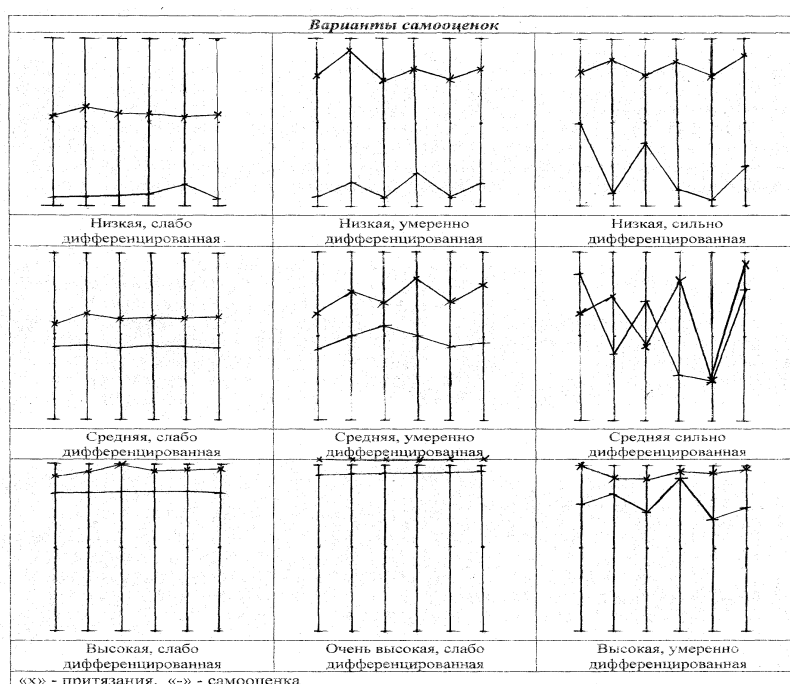 Варианты самооценок
Низкая, слабо
дифференцированная
Низкая, умеренно
дифференцированная
Низкая, сильно
дифференцированная
Средняя, слабо
дифференцированная
Средняя, умеренно
дифференцированная
Средняя сильно
дифференцированная
Высокая, слабо
дифференцированная
Очень высокая, слабо
дифференцированная
Высокая, умеренно
дифференцированная
«х» - притязания, «-» - самооценка